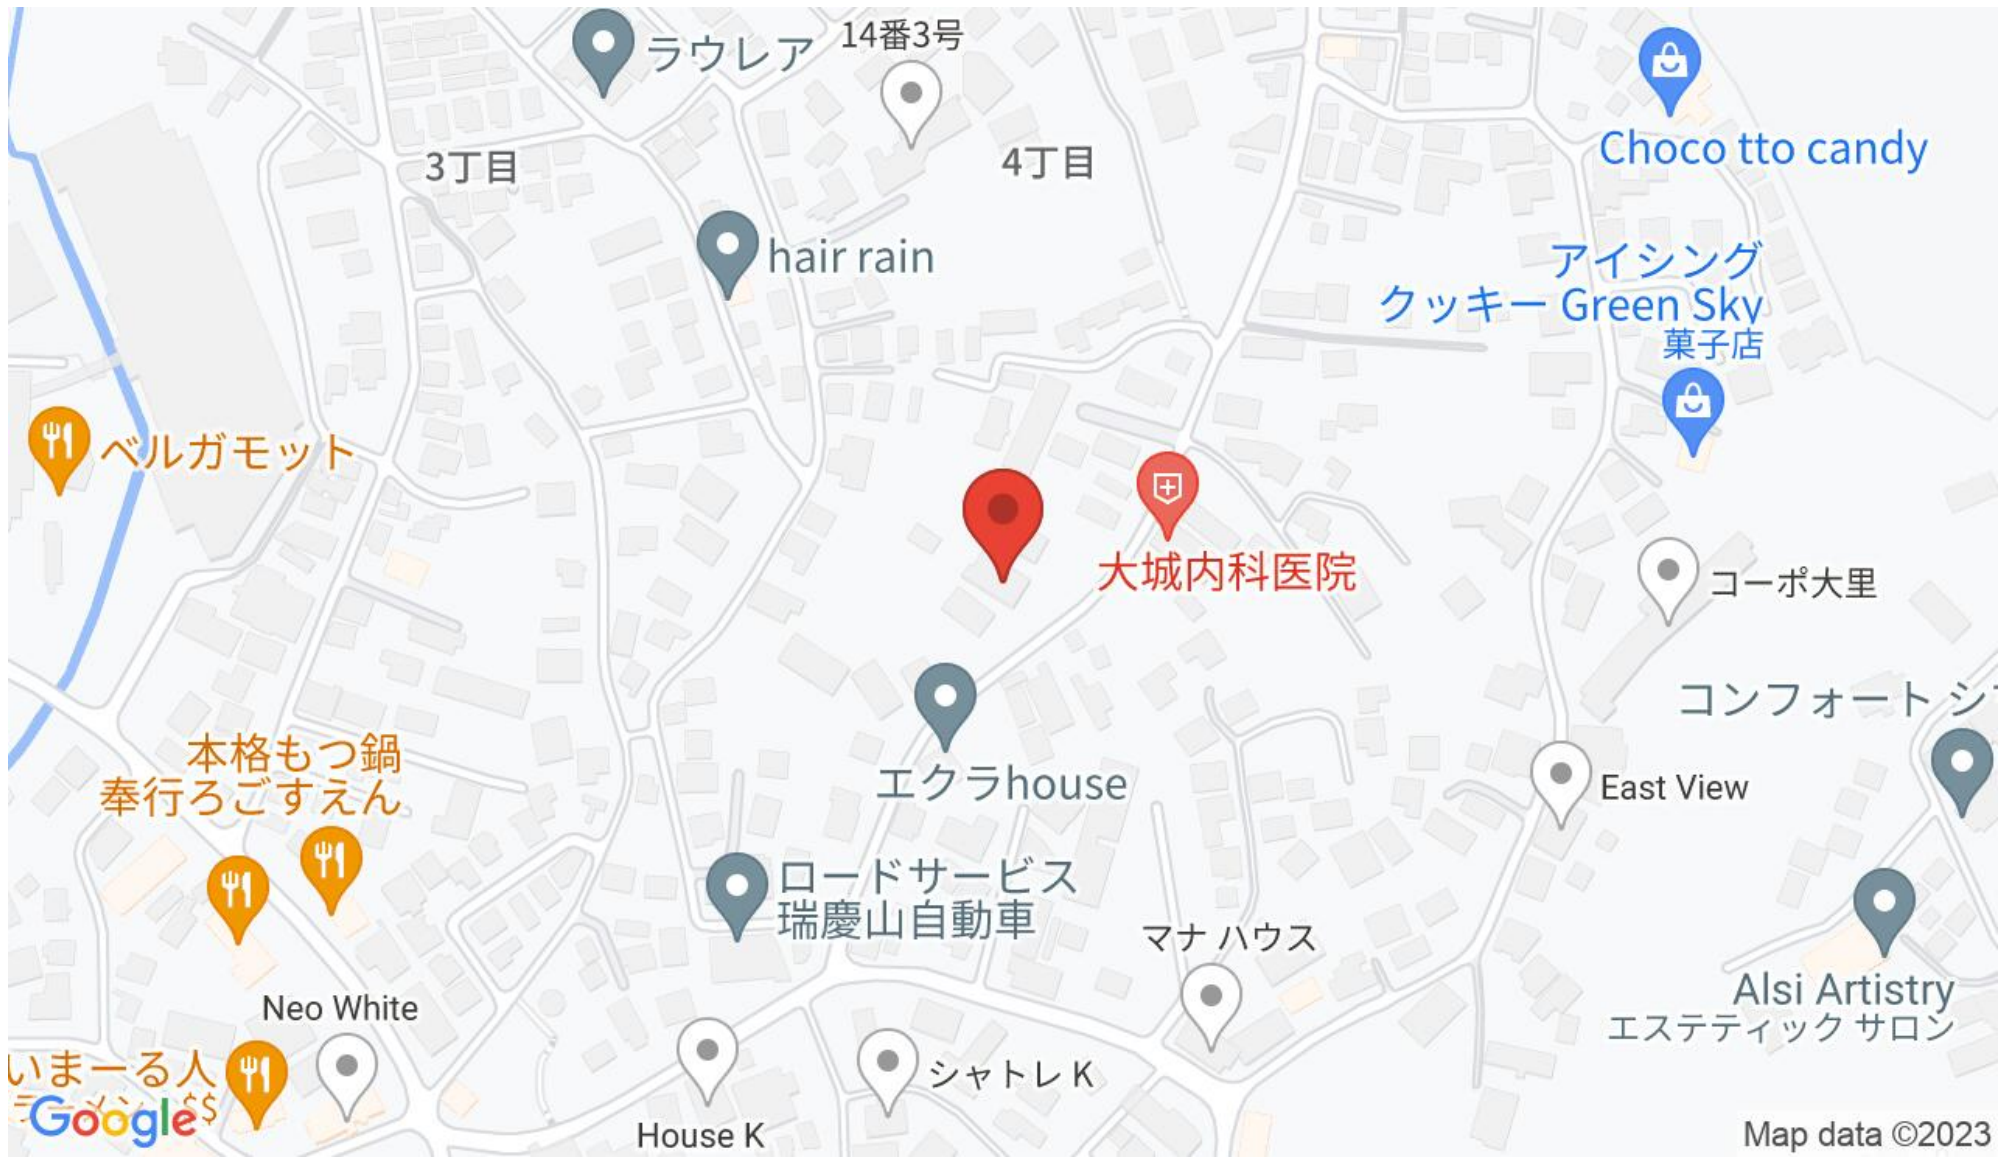 ラウレア
14番3号
Choco tto candy
3丁目
4丁目
hair rain
アイシング
クッキー Green Sky
菓子店
ベルガモット
大城内科医院
コーポ大里
コンフォート シ
本格もつ鍋
奉行ろごすえん
エクラhouse
East View
ロードサービス
瑞慶山自動車
マナ ハウス
Alsi Artistry
エステティック サロン
Neo White
いまーる人
ラーメン・$$
シャトレ K
House K
Google
Map data ©2023